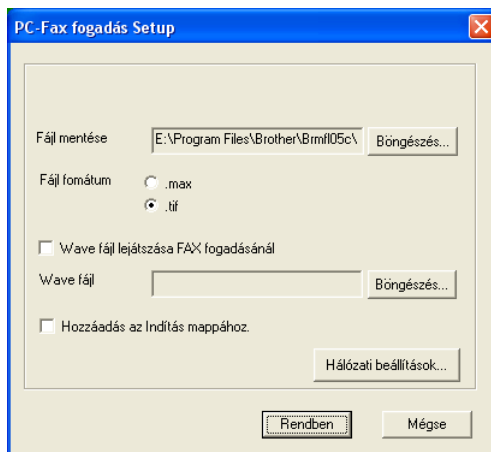 PC-Fax fogadás Setup
Fájl mentése
E:\Program Files\Brother\Brmfl05c\
Böngészés...
Fájl fomátum
.max
.tif
Wave fájl lejátszása FAX fogadásánál
Wave fájl
Böngészés...
Hozzáadás az Indítás mappához.
Hálózati beállítások...
Rendben
Mégse